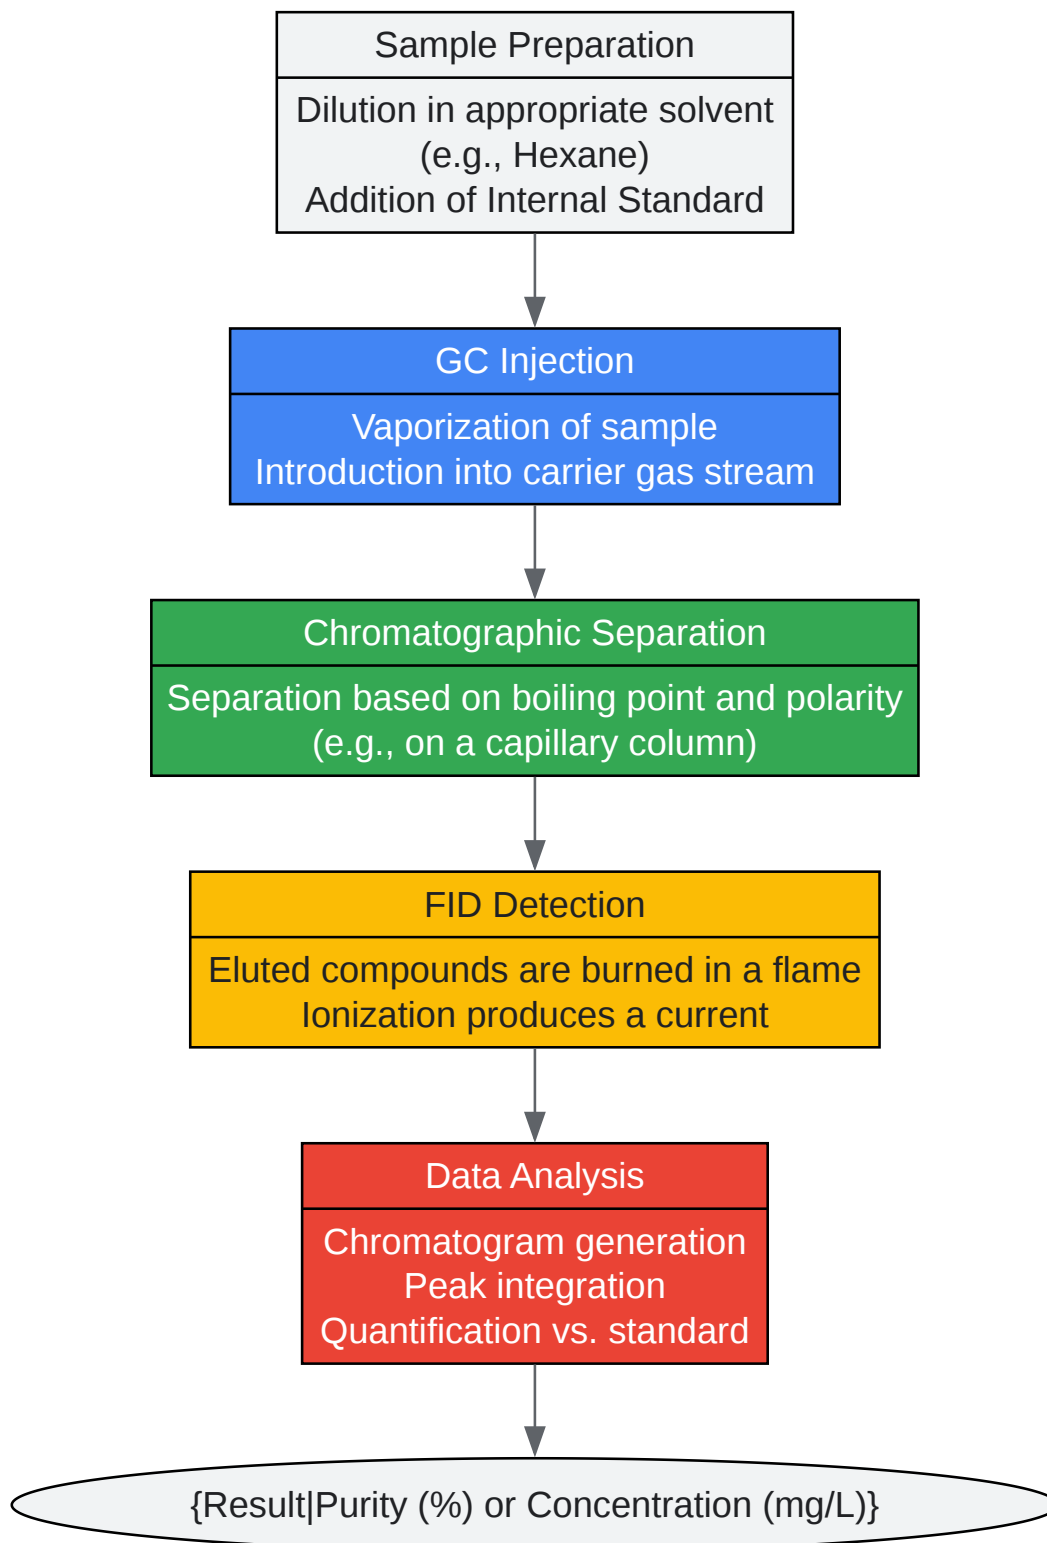 Sample Preparation
Dilution in appropriate solvent
(e.g., Hexane)
Addition of Internal Standard
GC Injection
Vaporization of sample
Introduction into carrier gas stream
Chromatographic Separation
Separation based on boiling point and polarity
(e.g., on a capillary column)
FID Detection
Eluted compounds are burned in a flame
Ionization produces a current
Data Analysis
Chromatogram generation
Peak integration
Quantification vs. standard
{Result|Purity (%) or Concentration (mg/L)}